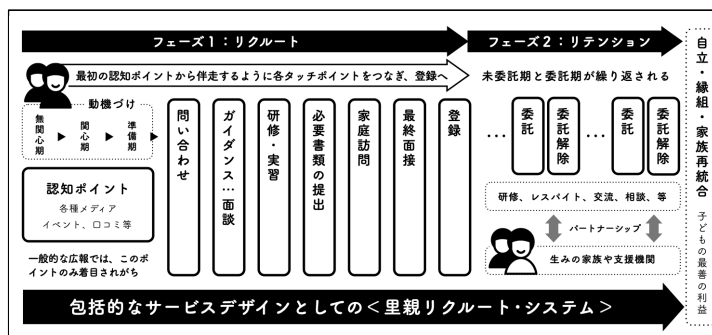 フェーズ1：リクルート
フェーズ2：リテンション
最初の認知ポイントから伴走するように各タッチポイントをつなぎ、登録へ
未委託期と委託期が繰り返される
動機づけ
無関心期
関心期
準備期
認知ポイント
各種メディア
イベント、口コミ等
一般的な広報では、このポイントのみ着目されがち
問い合わせ
ガイダンス…面談
研修・実習
必要書類の提出
家庭訪問
最終面接
登録
…
委託
委託解除
…
委託
委託解除
研修、レスパイト、交流、相談、等
パートナーシップ
生みの家族や支援機関
自立・縁組・家族再統合
子どもの最善の利益
包括的なサービスデザインとしての＜里親リクルート・システム＞